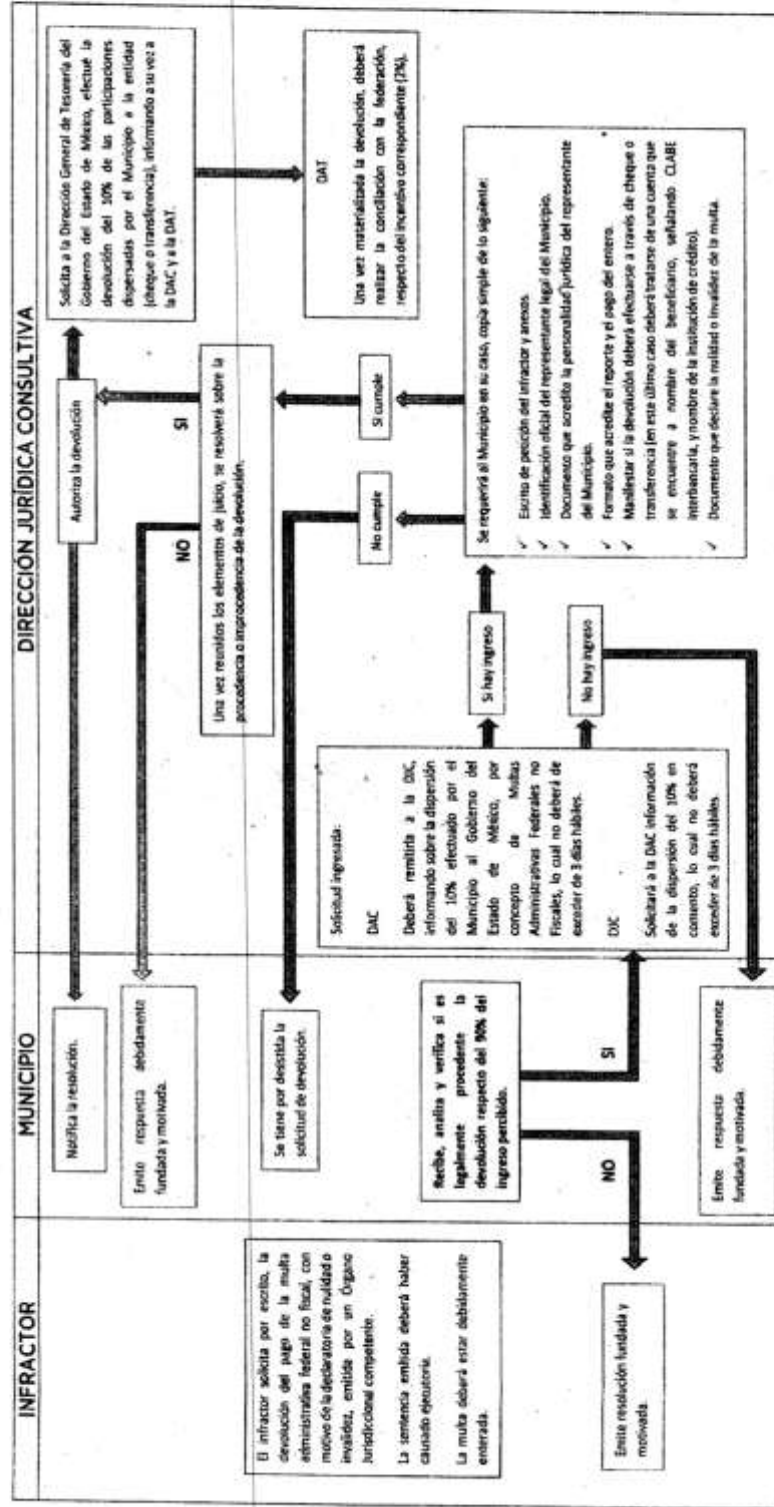 INFRACTOR
El infractor solicita por escrito, la
devolución del pago de la multa
administrativa federal no fiscal, con
motivo de la declaratoria de nulidad o
invalidez, emitida por un Órgano
Jurisdiccional competente.
La sentencia emitida deberá haber
causado ejecutoria.
La multa deberá estar debidamente
enterada.
Emite resolución fundada y
motivada.
MUNICIPIO
Notifica la resolución.
Emite respuesta debidamente
fundada y motivada.
Se tiene por desistida la
solicitud de devolución.
Recibe, analiza y verifica si es
legalmente procedente la
devolución respecto del 90% del
ingreso percibido.
NO
SI
Emite respuesta debidamente
fundada y motivada.
DIRECCIÓN JURÍDICA CONSULTIVA
Solicitud ingresada:
DAC
Deberá remitirla a la DJC,
informando sobre la dispersión
del 10% efectuado por el
Municipio al Gobierno del
Estado de México, por
concepto de Multas
Administrativas Federales no
Fiscales, lo cual no deberá de
exceder de 3 días hábiles.
DJC
Solicitará a la DAC información
de la dispersión del 10% en
comento, lo cual no deberá
exceder de 3 días hábiles.
Si hay ingreso
No hay ingreso
Se requerirá al Municipio en su caso, copia simple de lo siguiente:
✓ Escrito de petición del infractor y anexos.
✓ Identificación oficial del representante legal del Municipio.
✓ Documento que acredite la personalidad jurídica del representante
del Municipio.
✓ Formato que acredite el reporte y el pago del entero.
✓ Manifestar si la devolución deberá efectuarse a través de cheque o
transferencia (en este último caso deberá tratarse de una cuenta que
se encuentre a nombre del beneficiario, señalando CLABE
interbancaria, y nombre de la institución de crédito).
✓ Documento que declare la nulidad o invalidez de la multa.
No cumple
Si cumple
Una vez reunidos los elementos de juicio, se resolverá sobre la
procedencia o improcedencia de la devolución.
NO
SI
Autoriza la devolución
Solicita a la Dirección General de Tesorería del
Gobierno del Estado de México, efectué la
devolución del 10% de las participaciones
dispersadas por el Municipio a la entidad
(cheque o transferencia), informando a su vez a
la DAC y a la DAT.
DAT
Una vez materializada la devolución, deberá
realizar la conciliación con la federación,
respecto del incentivo correspondiente (2%).